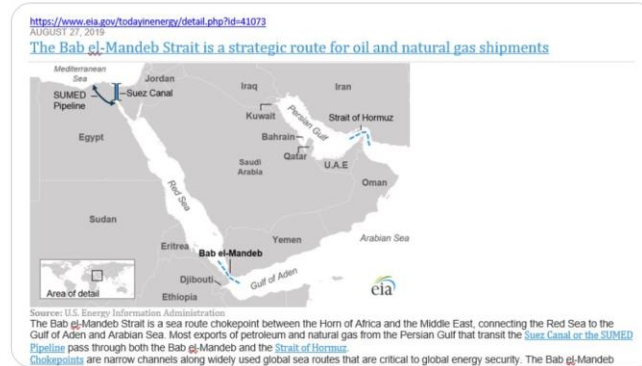 https://www.eia.gov/todayinenergy/detail.php?id=41073
AUGUST 27, 2019
The Bab el-Mandeb Strait is a strategic route for oil and natural gas shipments
Mediterranean
Sea
Jordan
SUMED
Pipeline
Suez Canal
Iraq
Iran
Kuwait
Persian Gulf
Strait of Hormuz
Egypt
Bahrain
Qatar
U.A.E
Saudi
Arabia
Oman
Red Sea
Sudan
Yemen
Arabian Sea
Eritrea
Bab el-Mandeb
Djibouti
Gulf of Aden
Ethiopia
Area of detail
eia
Source: U.S. Energy Information Administration
The Bab el-Mandeb Strait is a sea route chokepoint between the Horn of Africa and the Middle East, connecting the Red Sea to the
Gulf of Aden and Arabian Sea. Most exports of petroleum and natural gas from the Persian Gulf that transit the Suez Canal or the SUMED
Pipeline pass through both the Bab el-Mandeb and the Strait of Hormuz.
Chokepoints are narrow channels along widely used global sea routes that are critical to global energy security. The Bab el-Mandeb